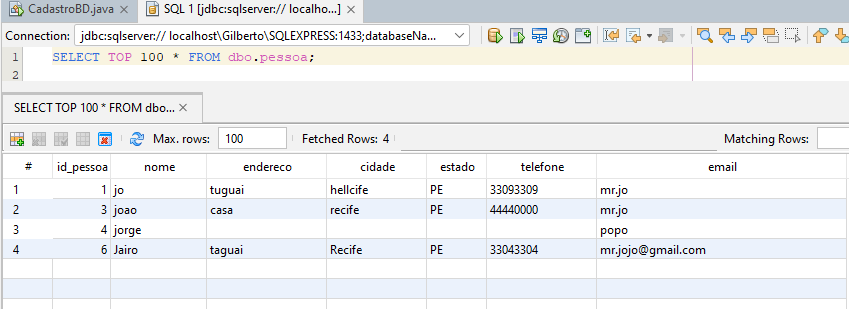 CadastroBD.java SQL 1 [jdbc:sqlserver:// localho...]
Connection: jdbc:sqlserver:// localhost\Gilberto\SQLEXPRESS:1433;databaseNa...
1 SELECT TOP 100 * FROM dbo.pessoa;
2
SELECT TOP 100 * FROM dbo...
Max. rows: 100 Fetched Rows: 4 Matching Rows:
# id_pessoa nome endereco cidade estado telefone email
1 1 jo tuguai hellcife PE 33093309 mr.jo
2 3 joao casa recife PE 44440000 mr.jo
3 4 jorge popo
4 6 Jairo taguai Recife PE 33043304 mr.jojo@gmail.com